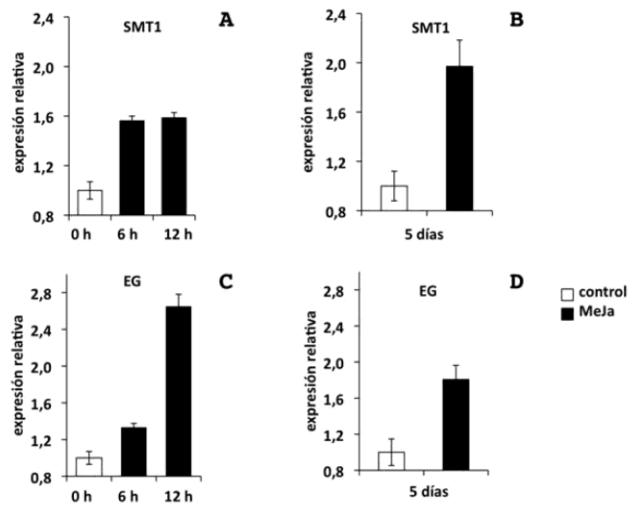 A
SMT1
expresión relativa
2,4
2,0
1,6
1,2
0,8
0 h 6 h 12 h
B
SMT1
expresión relativa
2,4
2,0
1,6
1,2
0,8
5 días
C
EG
expresión relativa
2,8
2,4
2,0
1,6
1,2
0,8
0 h 6 h 12 h
D
EG
expresión relativa
2,8
2,4
2,0
1,6
1,2
0,8
5 días
control
MeJa